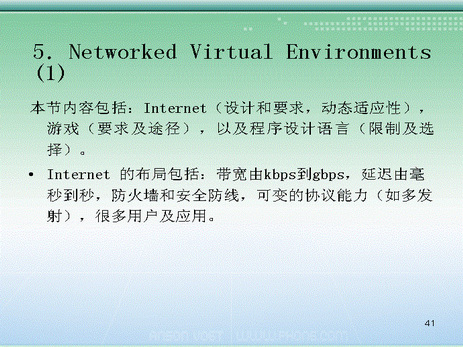 5. Networked Virtual Environments
(1)
本节内容包括：Internet（设计和要求，动态适应性），
游戏（要求及途径），以及程序设计语言（限制及选
择）。
• Internet 的布局包括：带宽由kbps到gbps，延迟由毫
秒到秒，防火墙和安全防线，可变的协议能力（如多发
射），很多用户及应用。
41